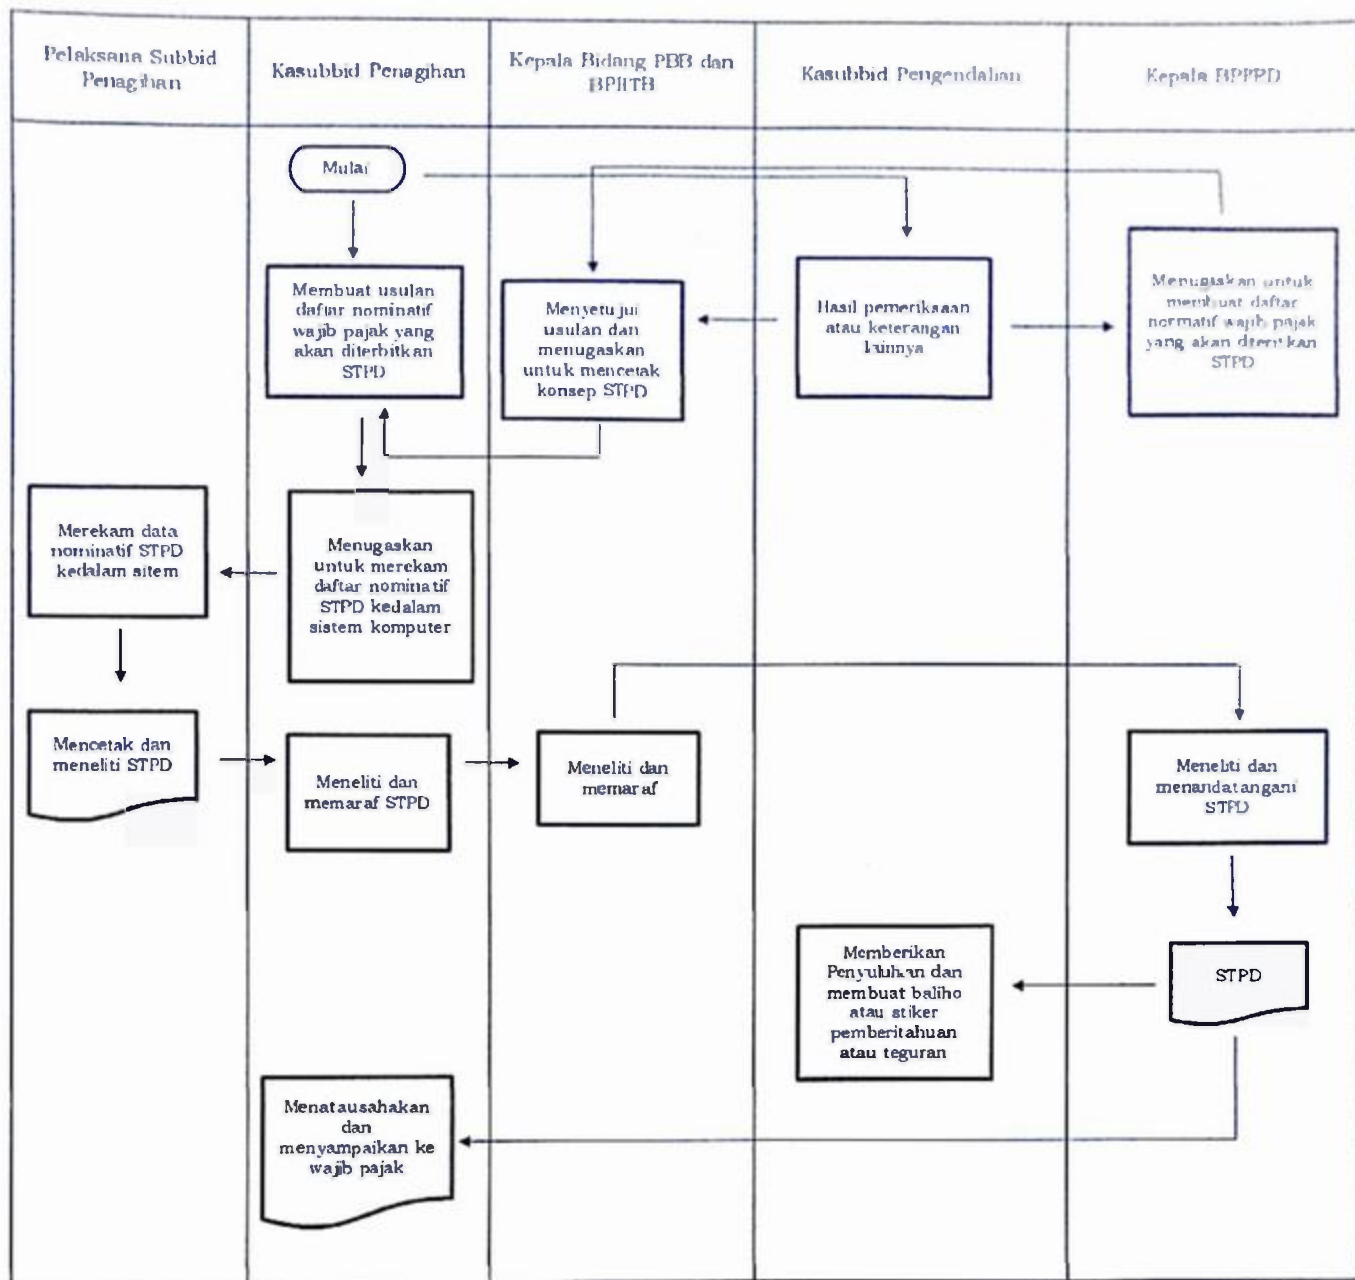 Pelaksana Subbid
Penagihan
Kasubbid Penagihan
Kepala Bidang PBB dan
BPHTB
Kasubbid Pengendalian
Kepala BPPPD
Mulai
Membuat usulan
daftar nominatif
wajib pajak yang
akan diterbitkan
STPD
Menyetujui
usulan dan
menugaskan
untuk mencetak
konsep STPD
Hasil pemeriksaan
atau keterangan
lainnya
Menugaskan untuk
membuat daftar
normatif wajib pajak
yang akan
STPD
Merekam data
nominatif STPD
kedalam sitem
Menugaskan
untuk merekam
daftar nominatif
STPD kedalam
sistem komputer
Mencetak dan
meneliti STPD
Meneliti dan
memaraf STPD
Meneliti dan
memaraf
Meneliti dan
menandatangani
STPD
Memberikan
Penyuluhan dan
membuat baliho
atau stiker
pemberitahuan
atau teguran
STPD
Menatausahakan
dan
menyampaikan ke
wajib pajak